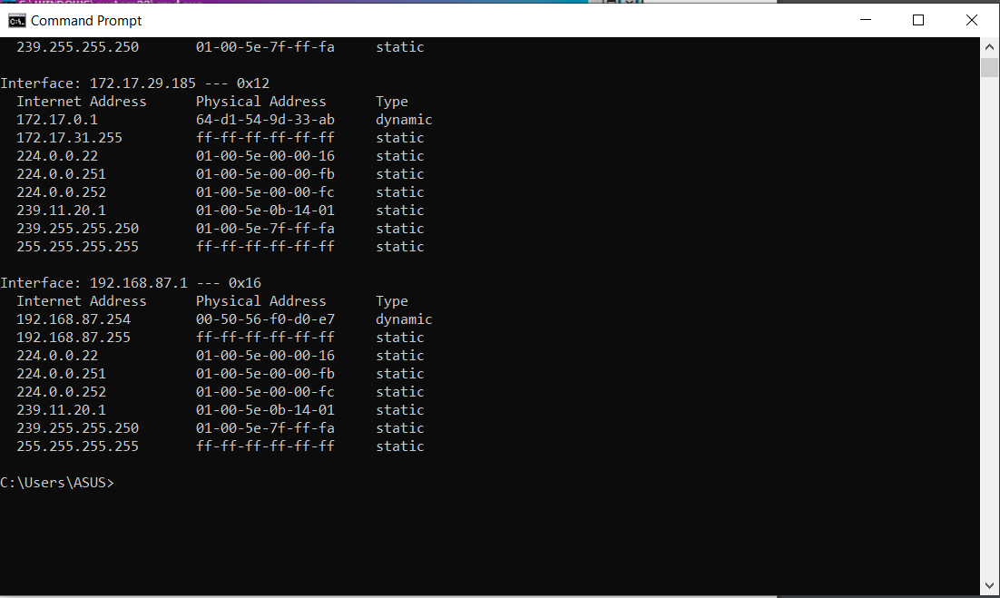 Command Prompt
239.255.255.250 01-00-5e-7f-ff-fa static
Interface: 172.17.29.185 --- 0x12
Internet Address Physical Address Type
172.17.0.1 64-d1-54-9d-33-ab dynamic
172.17.31.255 ff-ff-ff-ff-ff-ff static
224.0.0.22 01-00-5e-00-00-16 static
224.0.0.251 01-00-5e-00-00-fb static
224.0.0.252 01-00-5e-00-00-fc static
239.11.20.1 01-00-5e-0b-14-01 static
239.255.255.250 01-00-5e-7f-ff-fa static
255.255.255.255 ff-ff-ff-ff-ff-ff static
Interface: 192.168.87.1 --- 0x16
Internet Address Physical Address Type
192.168.87.254 00-50-56-f0-d0-e7 dynamic
192.168.87.255 ff-ff-ff-ff-ff-ff static
224.0.0.22 01-00-5e-00-00-16 static
224.0.0.251 01-00-5e-00-00-fb static
224.0.0.252 01-00-5e-00-00-fc static
239.11.20.1 01-00-5e-0b-14-01 static
239.255.255.250 01-00-5e-7f-ff-fa static
255.255.255.255 ff-ff-ff-ff-ff-ff static
C:\Users\ASUS>